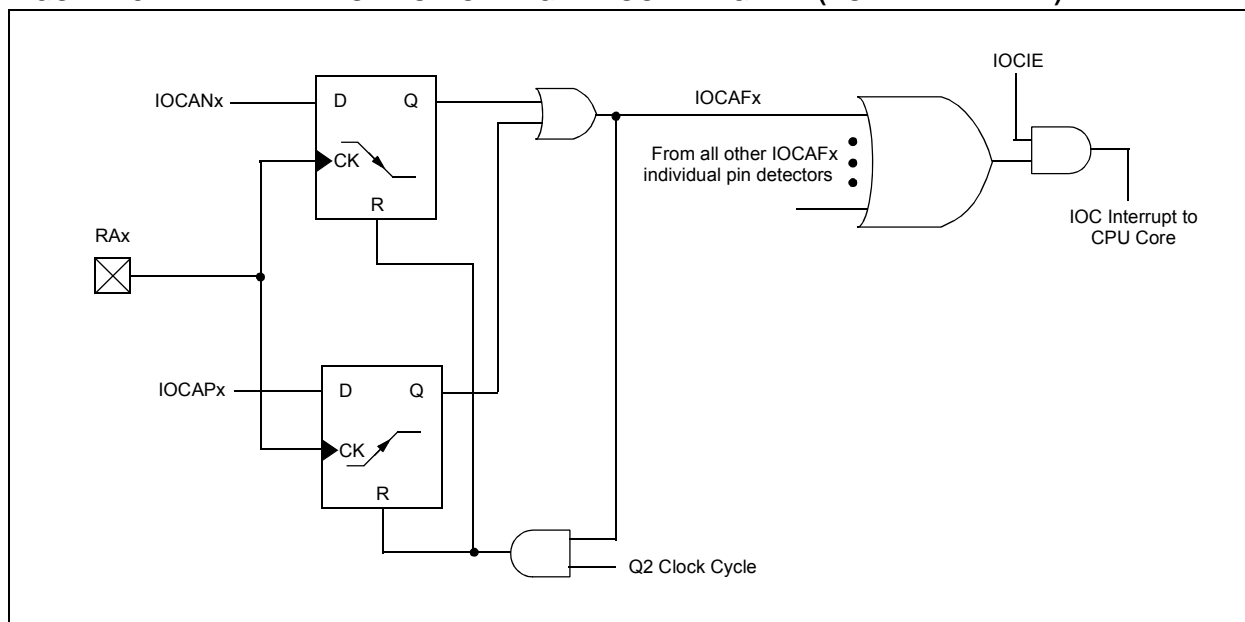 IOCIE
IOCANx
D
Q
IOCAFx
CK
From all other IOCAFx
individual pin detectors
R
IOC Interrupt to
CPU Core
RAx
IOCAPx
D
Q
CK
R
Q2 Clock Cycle